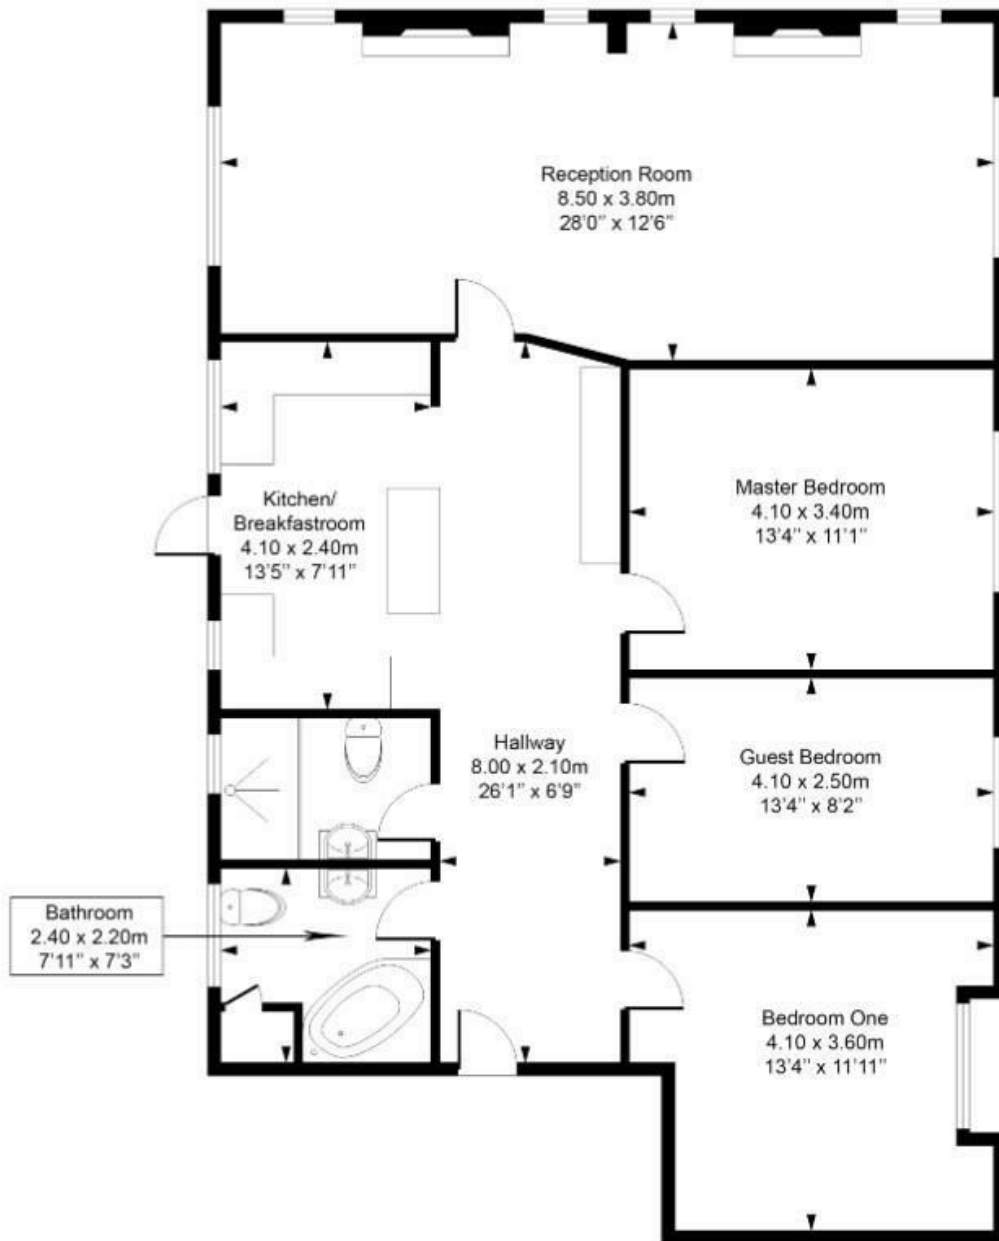 Reception Room
8.50 x 3.80m
28'0" x 12'6"
Kitchen/
Breakfastroom
4.10 x 2.40m
13'5" x 7'11"
Master Bedroom
4.10 x 3.40m
13'4" x 11'1"
Hallway
8.00 x 2.10m
26'1" x 6'9"
Guest Bedroom
4.10 x 2.50m
13'4" x 8'2"
Bathroom
2.40 x 2.20m
7'11" x 7'3"
Bedroom One
4.10 x 3.60m
13'4" x 11'11"